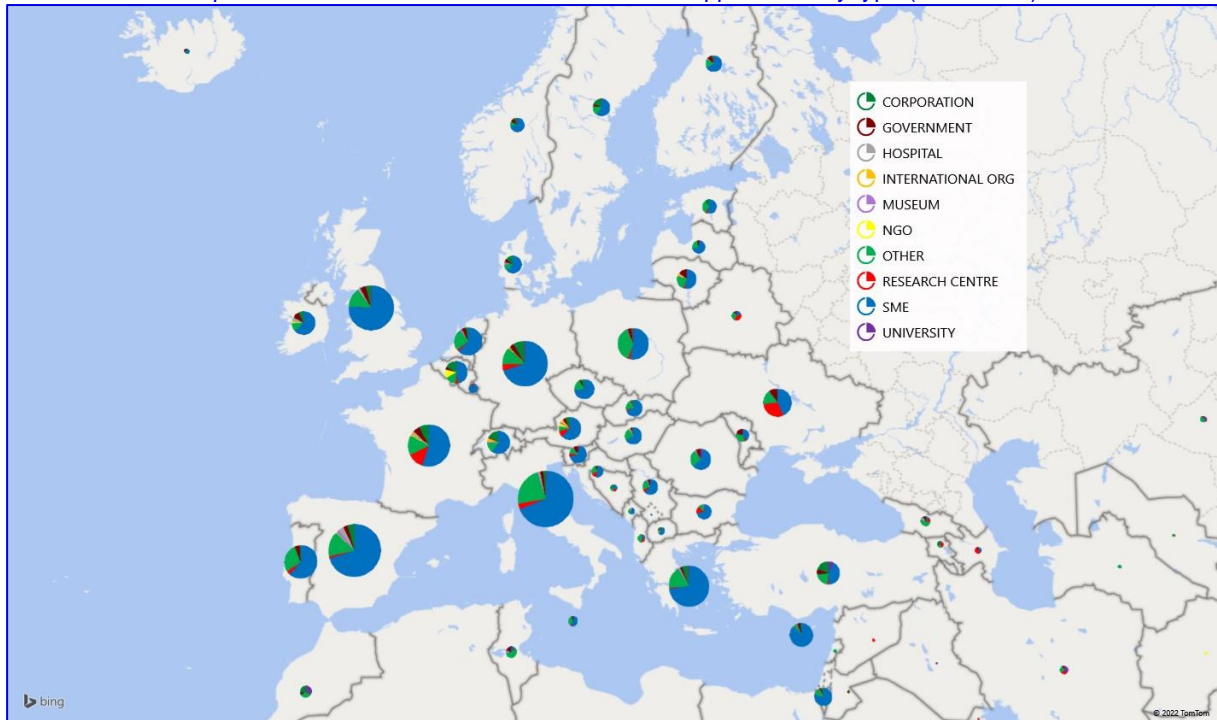 CORPORATION
GOVERNMENT
HOSPITAL
INTERNATIONAL ORG
MUSEUM
NGO
OTHER
RESEARCH CENTRE
SME
UNIVERSITY
bing
© 2022 TomTom